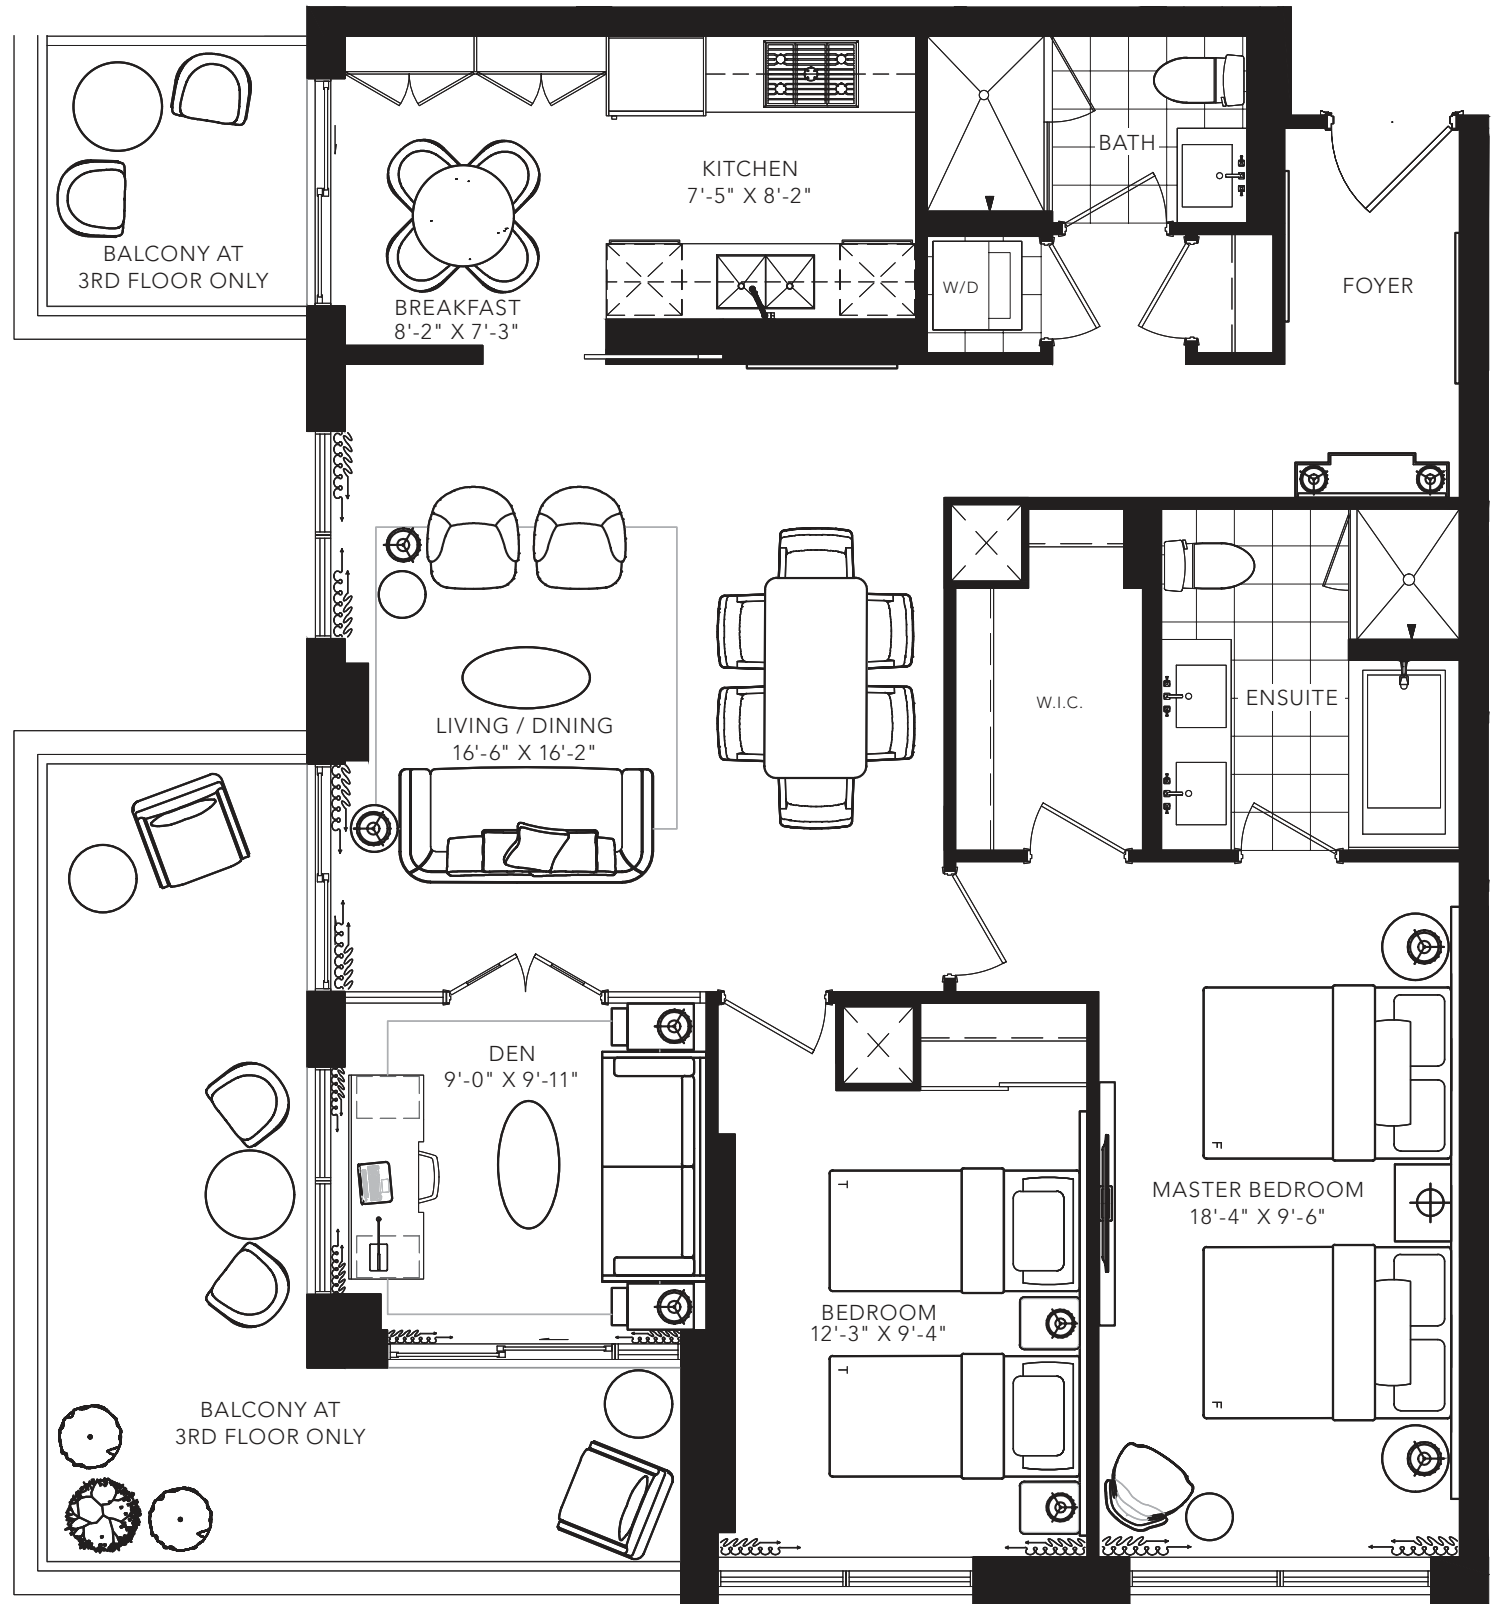 BATH
KITCHEN
7'-5" X 8'-2"
BALCONY AT
3RD FLOOR ONLY
W/D
FOYER
BREAKFAST
8'-2" X 7'-3"
W.I.C.
ENSUITE
LIVING / DINING
16'-6" X 16'-2"
DEN
9'-0" X 9'-11"
F
T
MASTER BEDROOM
18'-4" X 9'-6"
BEDROOM
12'-3" X 9'-4"
T
F
BALCONY AT
3RD FLOOR ONLY